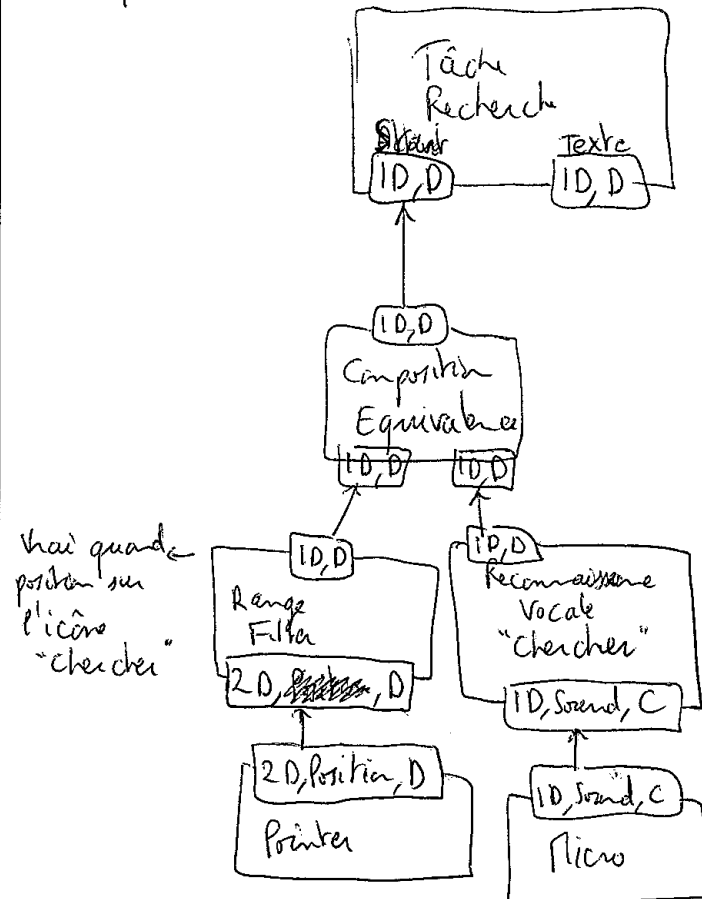 Tâche
Recherche
Texte
1D, D
1D, D
1D, D
Composition
Equivalence
1D, D
1D, D
Vrai quand
position sur
l'icône
"Chercher"
1D, D
Range
Filter
2D, , D
1D, D
Reconnaissance
Vocale
"Chercher"
1D, Sound, C
2D, Position, D
Pointer
1D, Sound, C
Micro